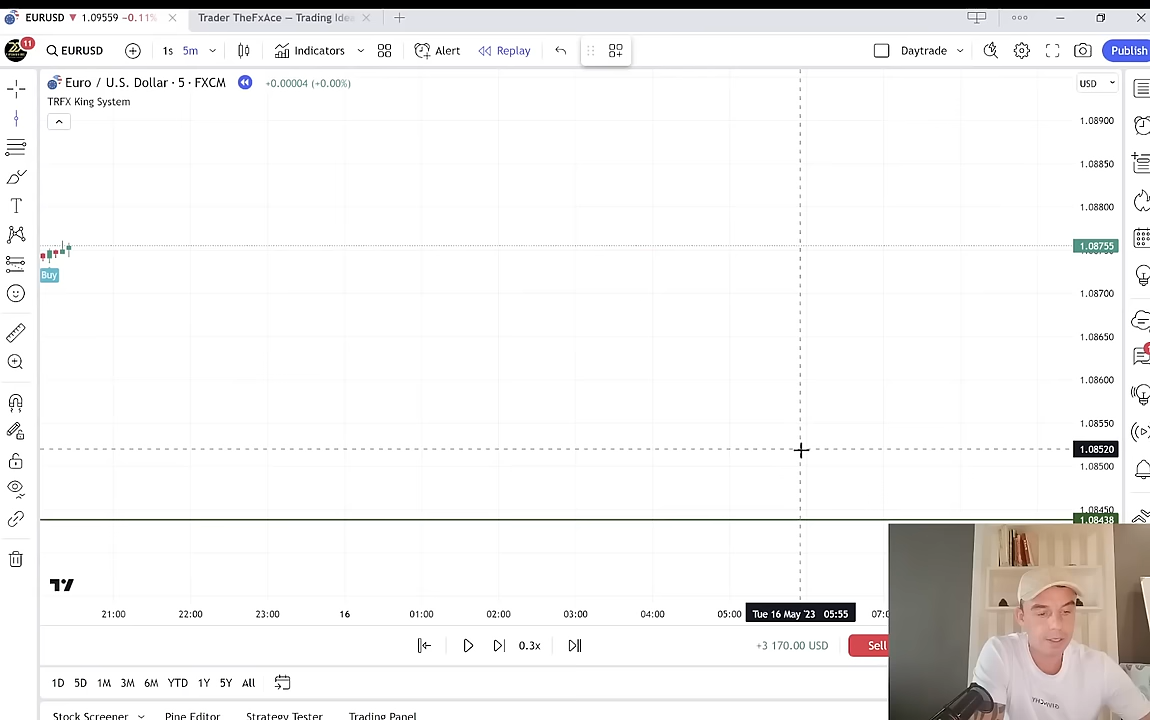 EURUSD ▼ 1.09559 -0.11%
Trader TheFxAce — Trading Idea
11
EURUSD
1s 5m
Indicators
Alert
Replay
Daytrade
Publish
Euro / U.S. Dollar · 5 · FXCM
+0.00004 (+0.00%)
USD
TRFX King System
1.08900
1.08850
1.08800
1.08755
Buy
1.08700
1.08650
1.08600
1.08550
1.08520
1.08500
1.08450
1.08438
21:00 22:00 23:00 16 01:00 02:00 03:00 04:00 05:00 Tue 16 May '23 05:55
0.3x
+3 170.00 USD
Sell
1D 5D 1M 3M 6M YTD 1Y 5Y All
Stock Screener Pine Editor Strategy Tester Trading Panel